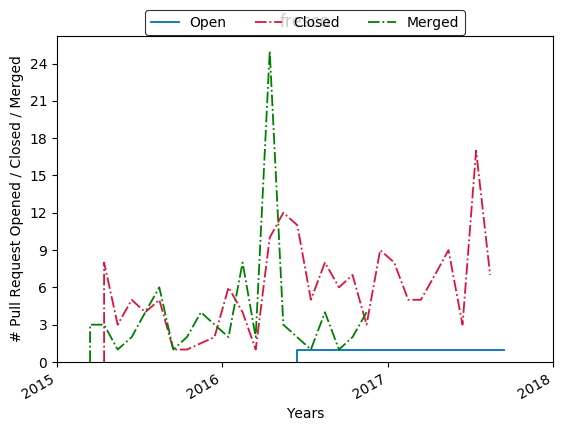 Open Closed Merged
# Pull Request Opened / Closed / Merged
24
21
18
15
12
9
6
3
0
2015 2016 2017 2018
Years